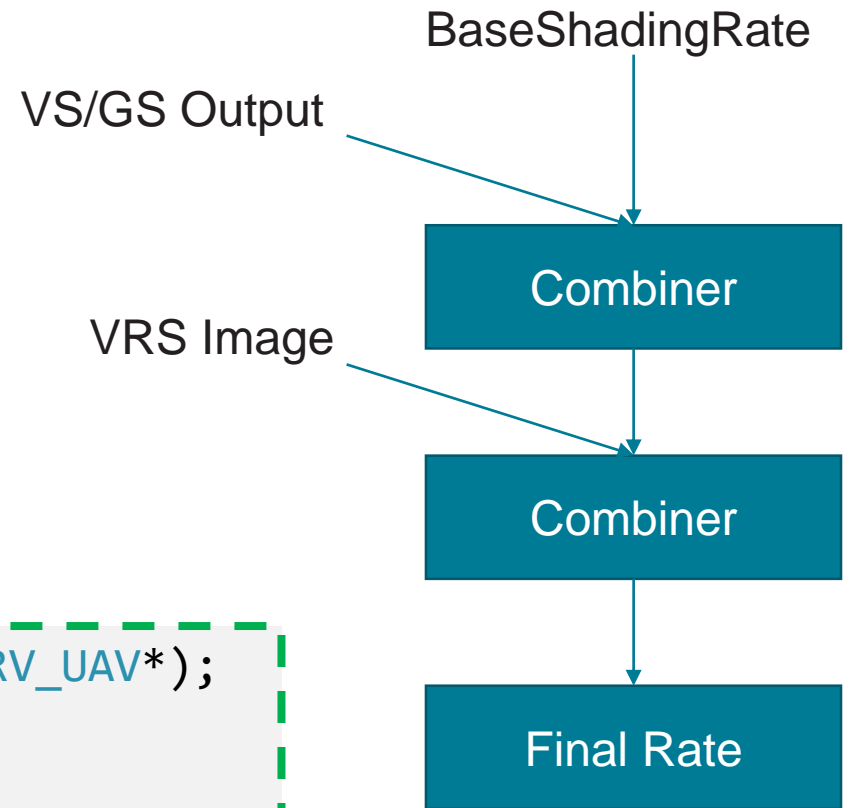 BaseShadingRate
VS/GS Output
Combiner
VRS Image
Combiner
RV_UAV*);
Final Rate